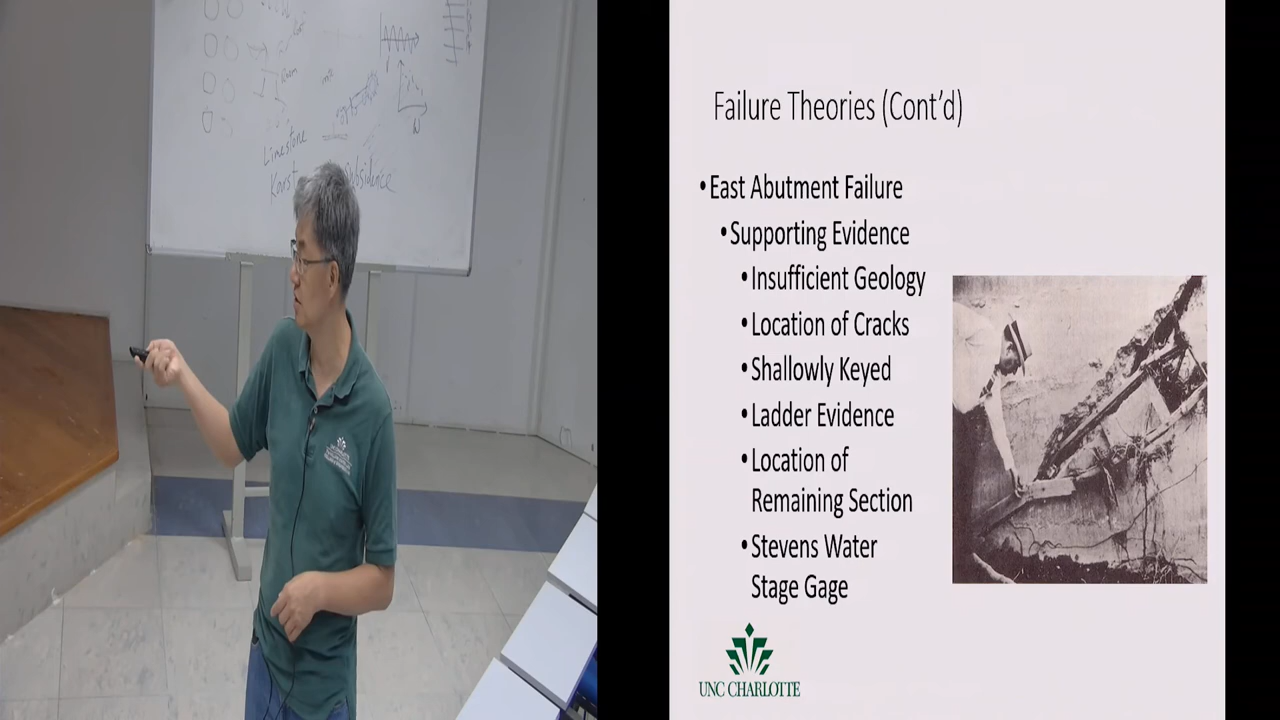 Limestone
Karst
subsidence
Failure Theories (Cont'd)
•East Abutment Failure
•Supporting Evidence
•Insufficient Geology
•Location of Cracks
•Shallowly Keyed
•Ladder Evidence
•Location of
Remaining Section
•Stevens Water
Stage Gage
UNC CHARLOTTE